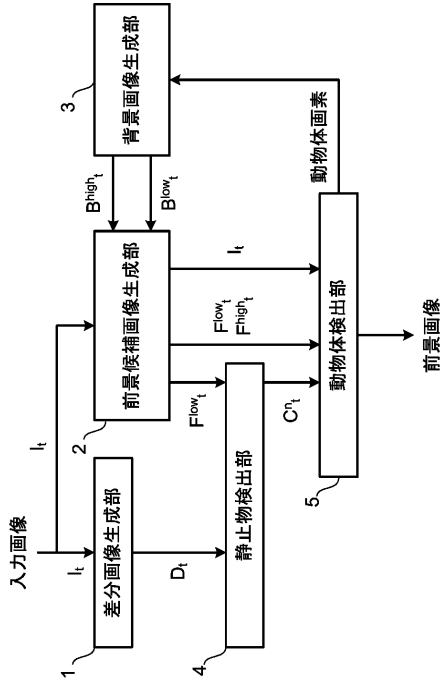 入力画像
I_t
I_t
差分画像生成部
1
D_t
前景候補画像生成部
2
B^high_t
B^low_t
背景画像生成部
3
F^low_t
F^low_t
F^high_t
I_t
静止物検出部
4
C^n_t
動物体検出部
5
動物体画素
前景画像